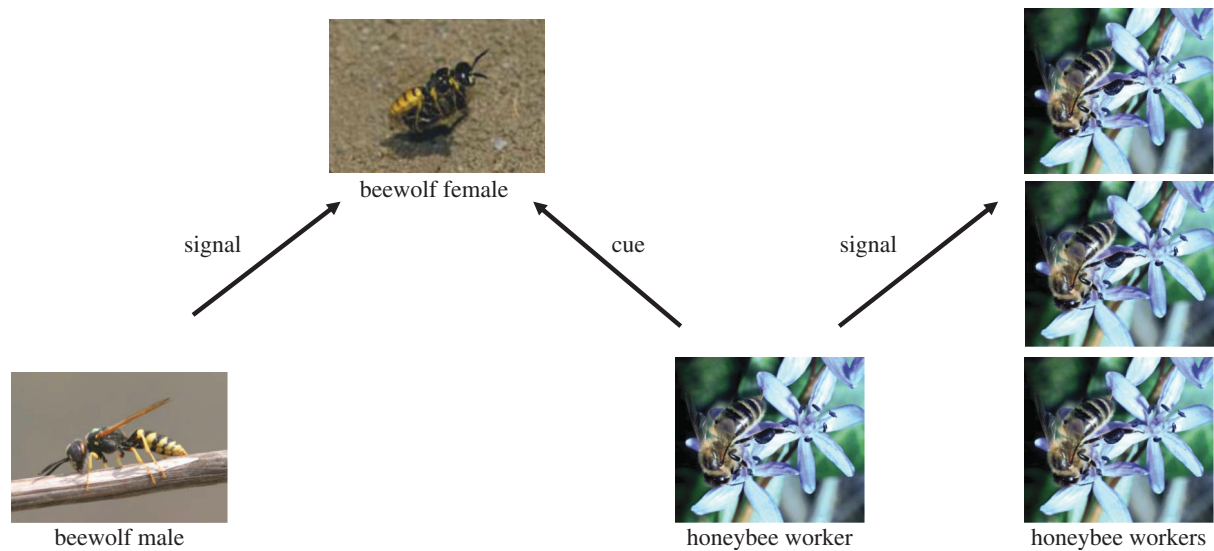 beewolf female
signal
cue
signal
beewolf male
honeybee worker
honeybee workers